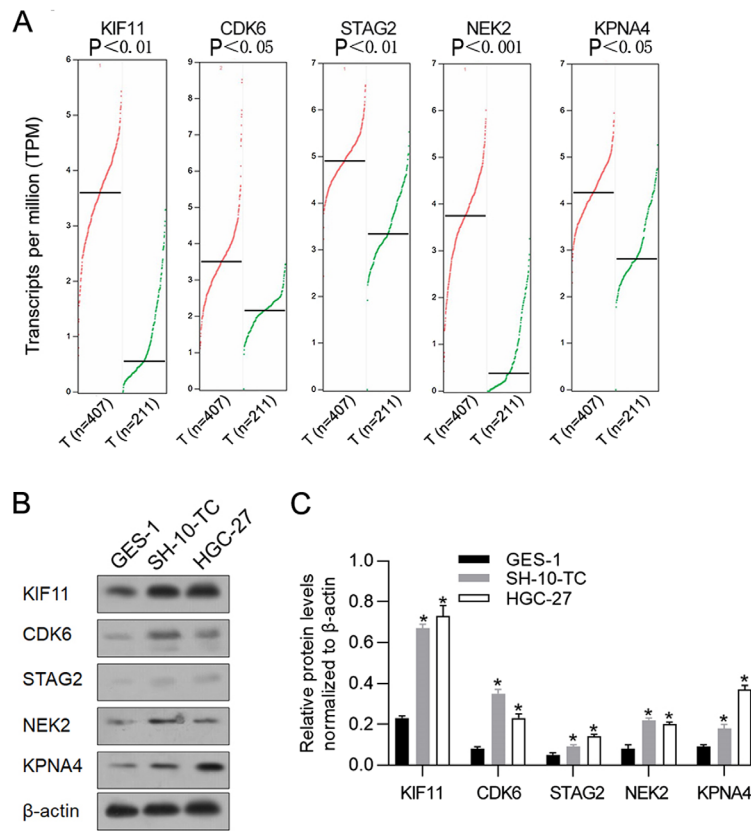 A
KIF11 CDK6 STAG2 NEK2 KPNA4
P<0.01 P<0.05 P<0.01 P<0.001 P<0.05
Transcripts per million (TPM)
6 9 7 7 7
8
5 6 6 6
7
4 6 5 5 5
5 4 4 4
3
4
3 3 3
2 3
2 2 2
2
1
1 1 1 1
0 0 0 0 0
T (n=407) T (n=211) T (n=407) T (n=211) T (n=407) T (n=211) T (n=407) T (n=211) T (n=407) T (n=211)
B
GES-1 SH-10-TC HGC-27
KIF11
CDK6
STAG2
NEK2
KPNA4
β-actin
C
Relative protein levels
normalized to β-actin
1.0
0.8
0.6
0.4
0.2
0.0
GES-1
SH-10-TC
HGC-27
* * * * * * * * * *
KIF11 CDK6 STAG2 NEK2 KPNA4